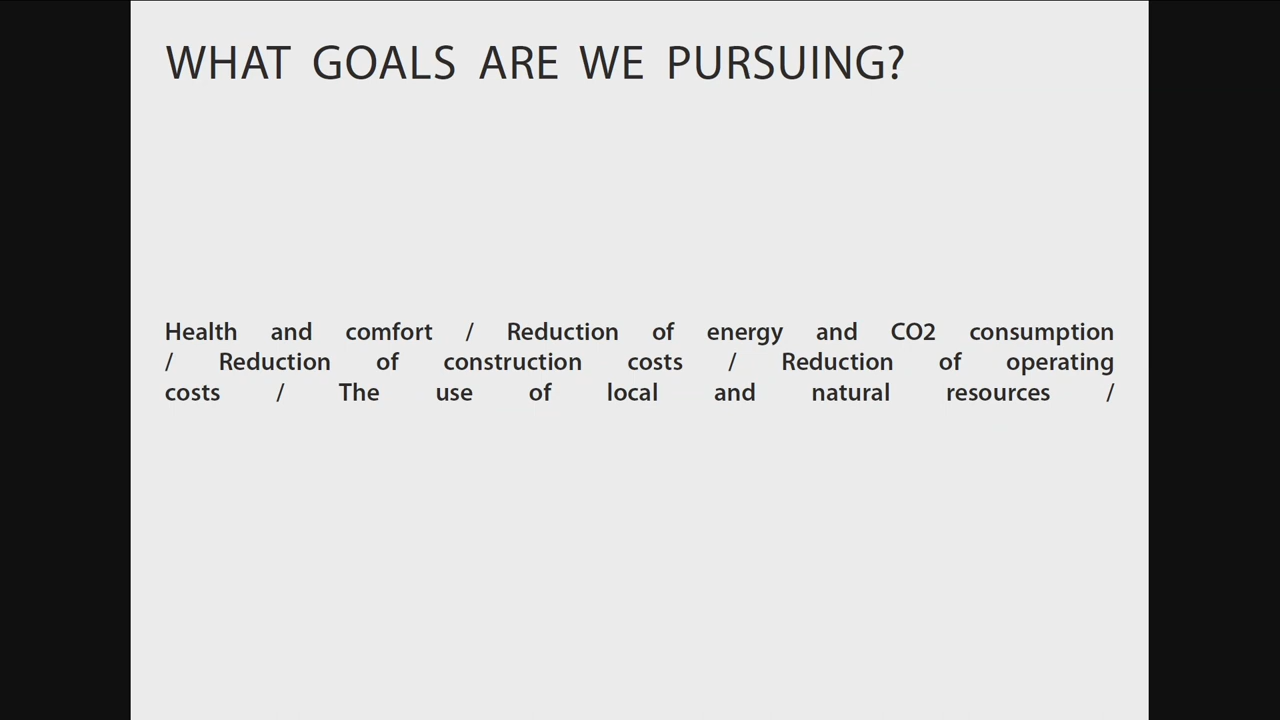 WHAT GOALS ARE WE PURSUING?
Health and comfort / Reduction of energy and CO2 consumption
/ Reduction of construction costs / Reduction of operating
costs / The use of local and natural resources /